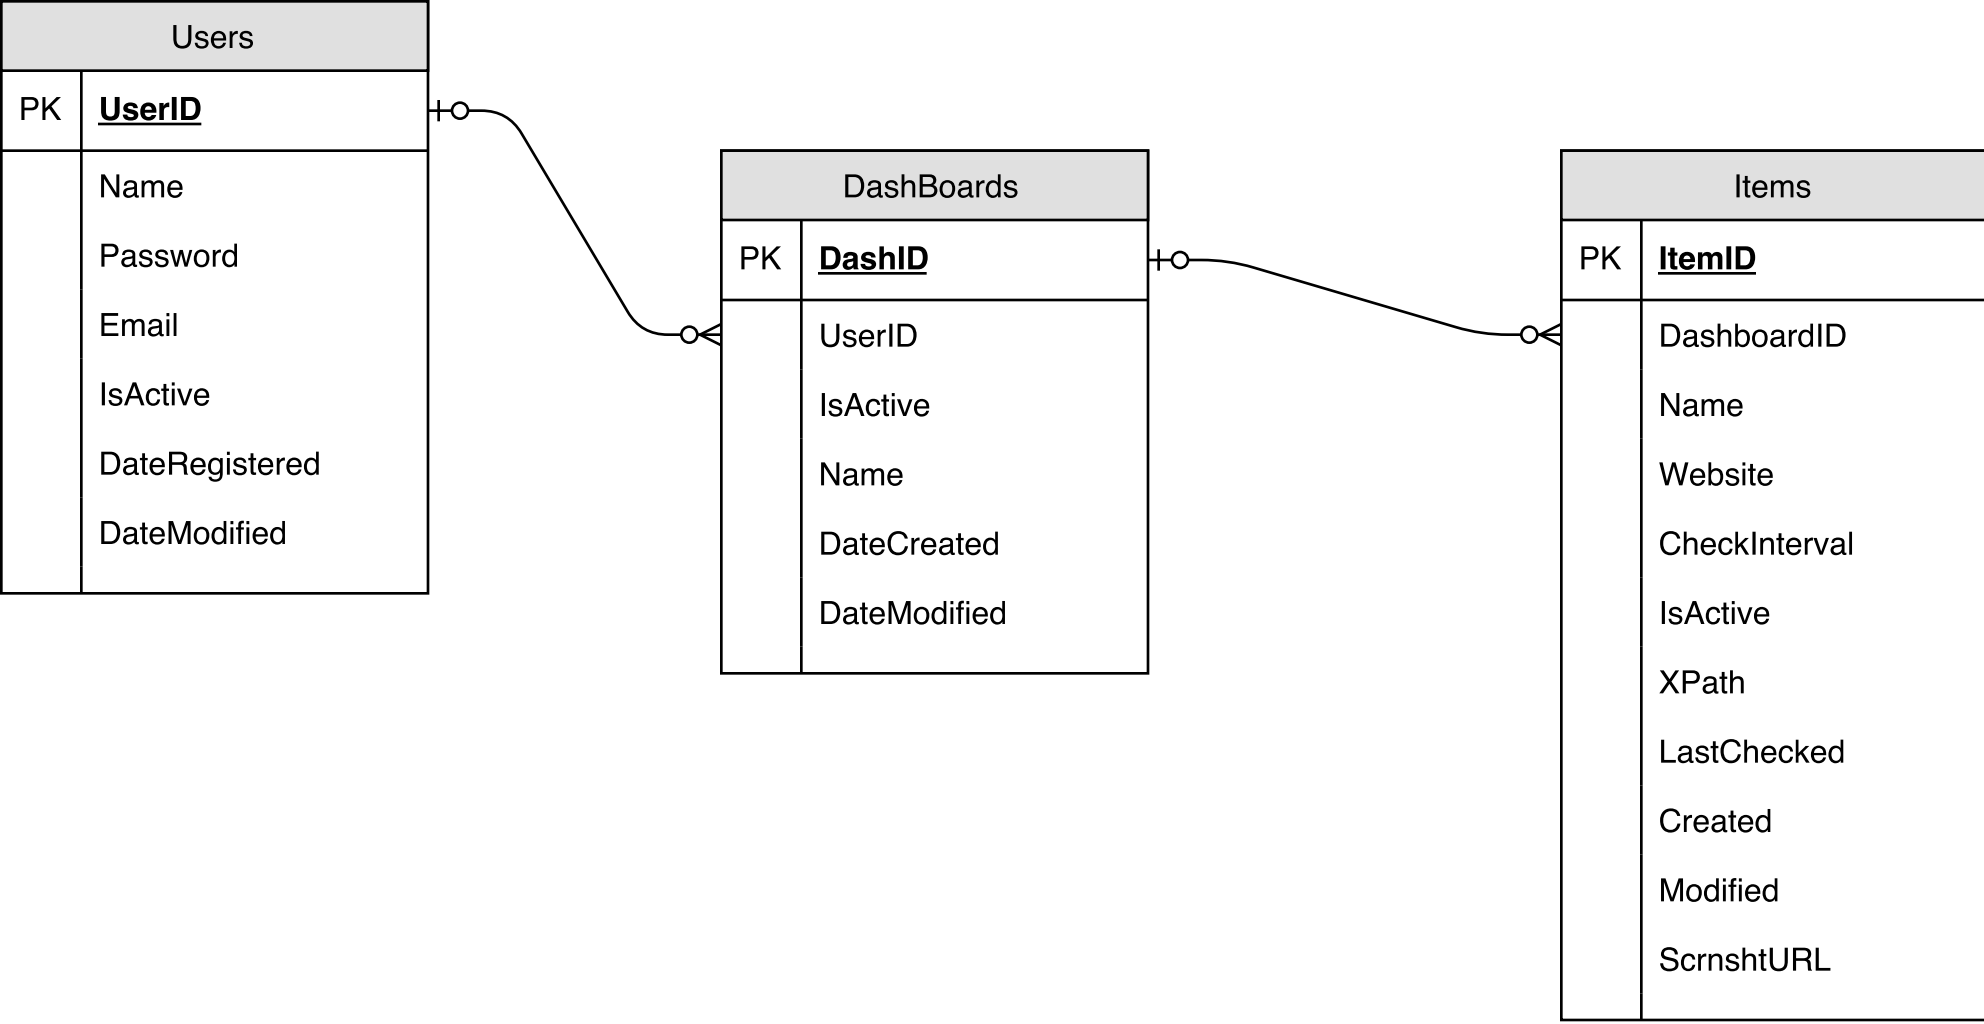 Users
PK UserID
Name
Password
Email
IsActive
DateRegistered
DateModified
DashBoards
PK DashID
UserID
IsActive
Name
DateCreated
DateModified
Items
PK ItemID
DashboardID
Name
Website
CheckInterval
IsActive
XPath
LastChecked
Created
Modified
ScrnshtURL